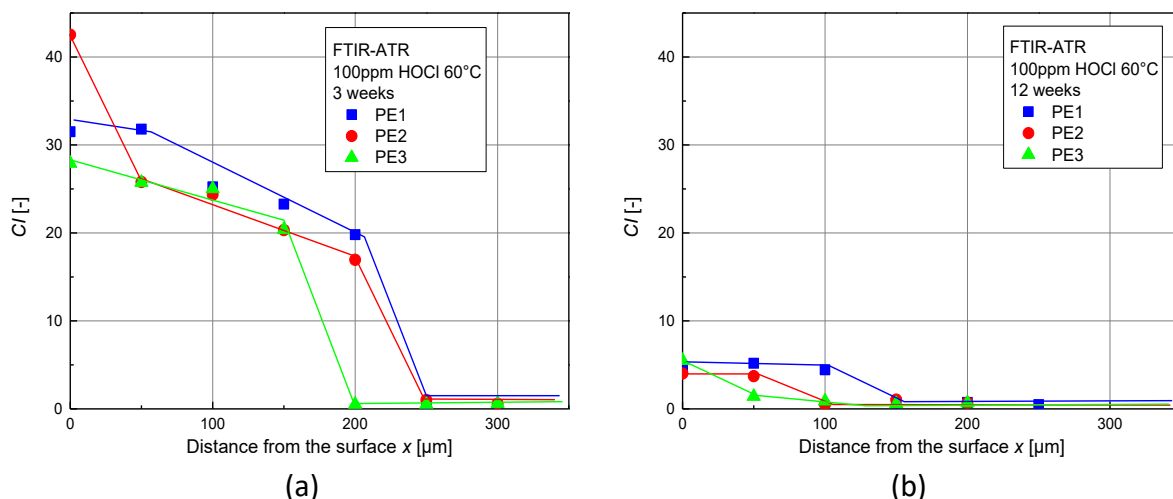 40
30
20
10
0
CI [-]
0
100
200
300
Distance from the surface x [µm]
FTIR-ATR
100ppm HOCl 60°C
3 weeks
PE1
PE2
PE3
(a)
40
30
20
10
0
CI [-]
0
100
200
300
Distance from the surface x [µm]
FTIR-ATR
100ppm HOCl 60°C
12 weeks
PE1
PE2
PE3
(b)